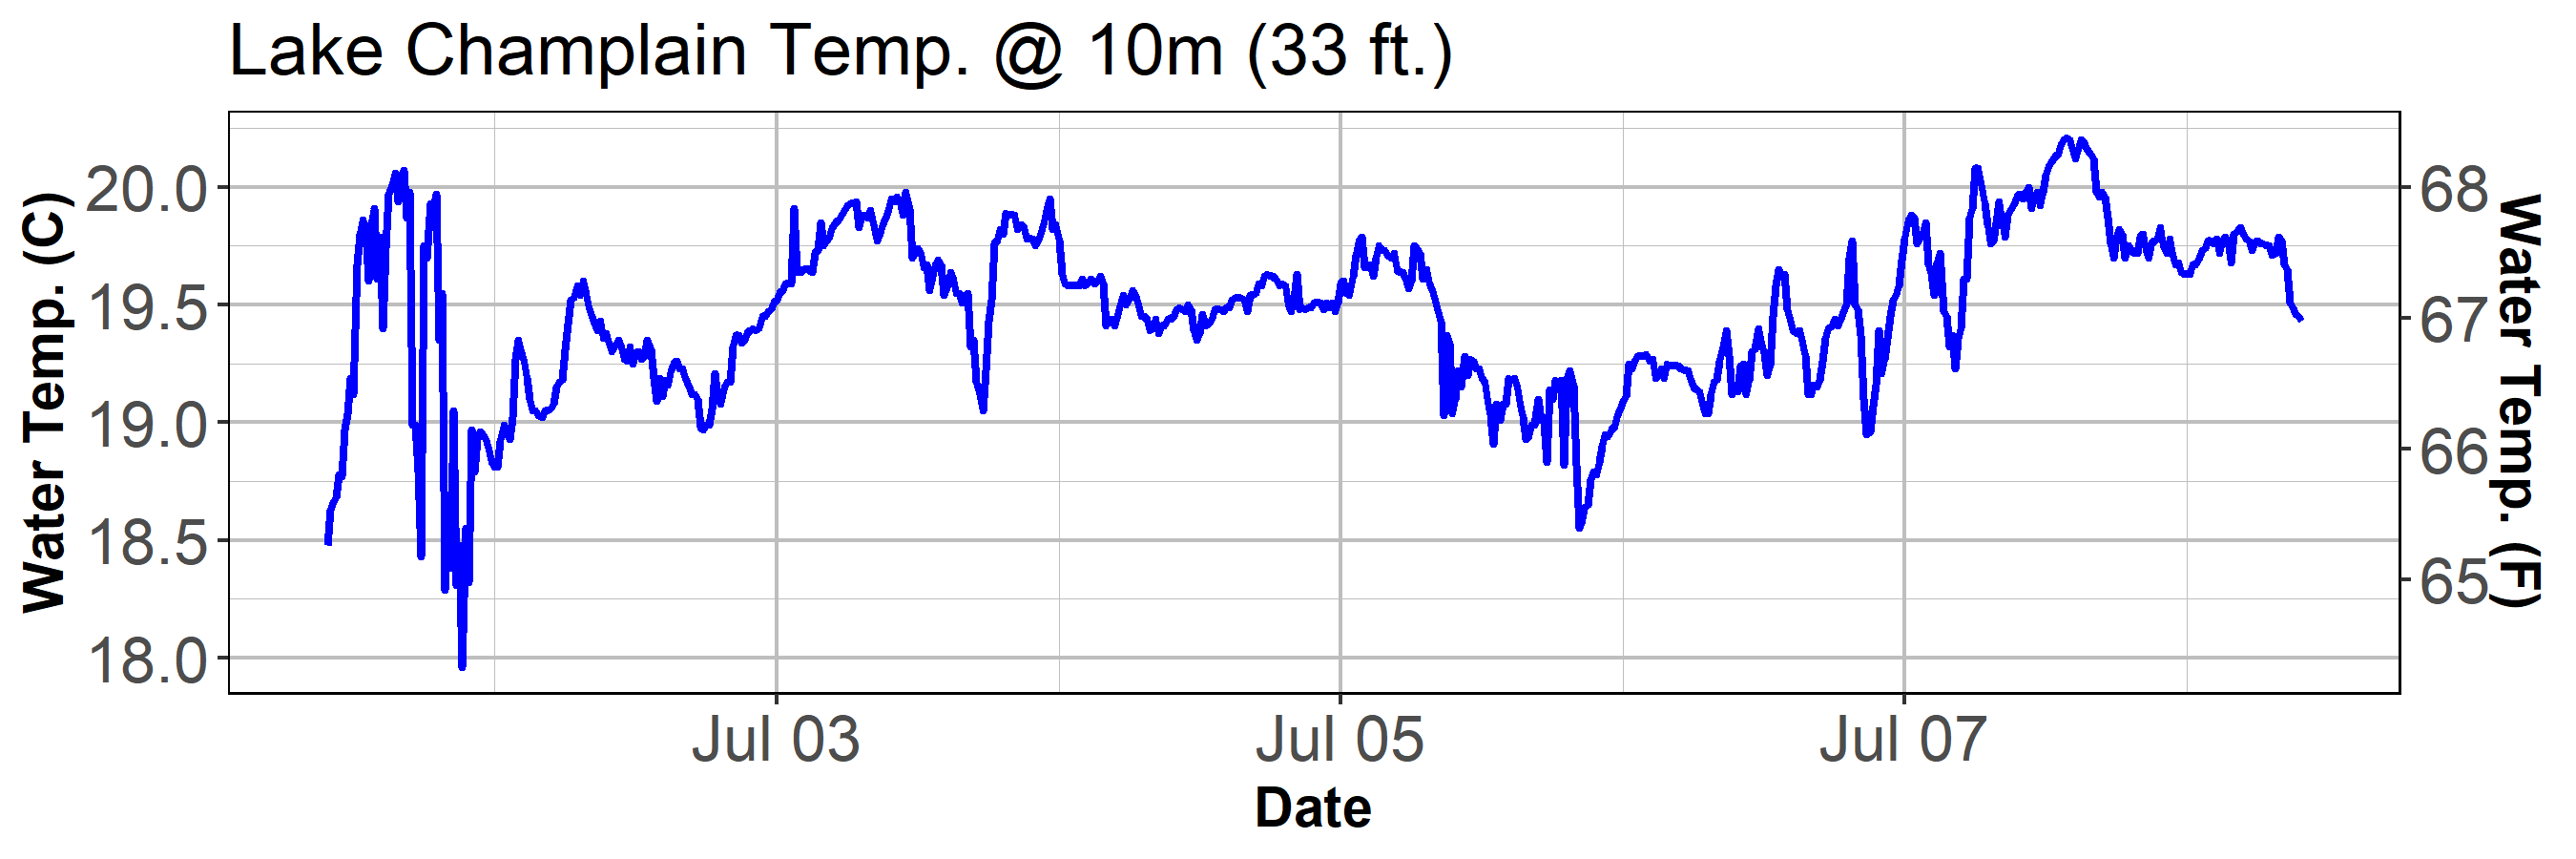 Lake Champlain Temp. @ 10m (33 ft.)
Water Temp. (C)
20.0
19.5
19.0
18.5
18.0
68
67
66
65
Water Temp. (F)
Jul 03
Jul 05
Jul 07
Date